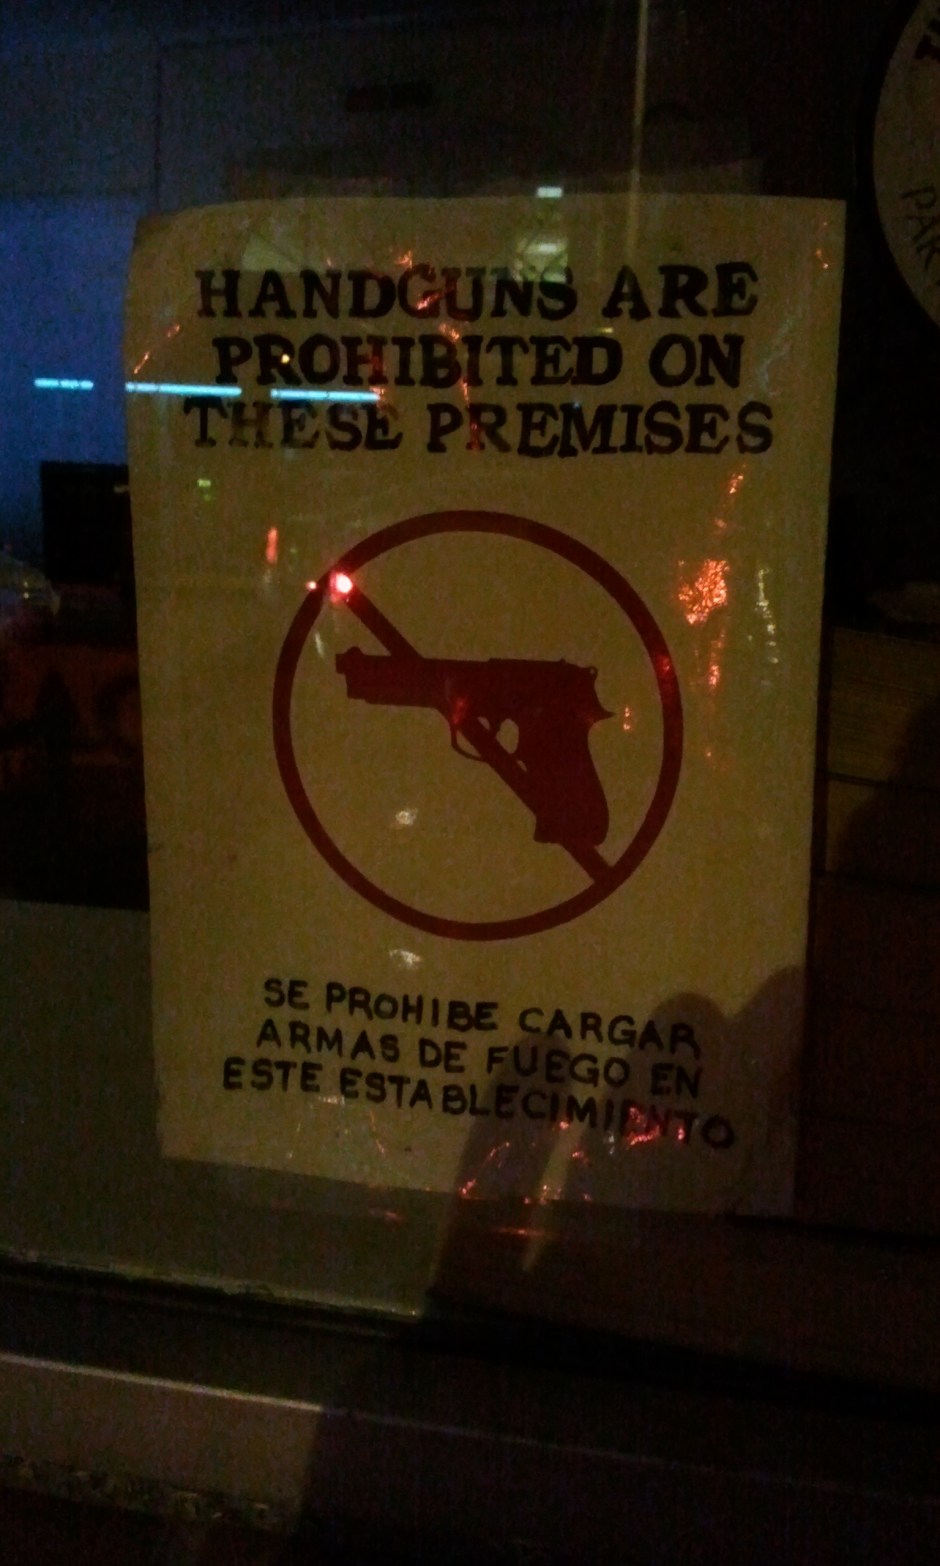 HANDGUNS ARE
PROHIBITED ON
THESE PREMISES
SE PROHIBE CARGAR
ARMAS DE FUEGO EN
ESTE ESTABLECIMIENTO